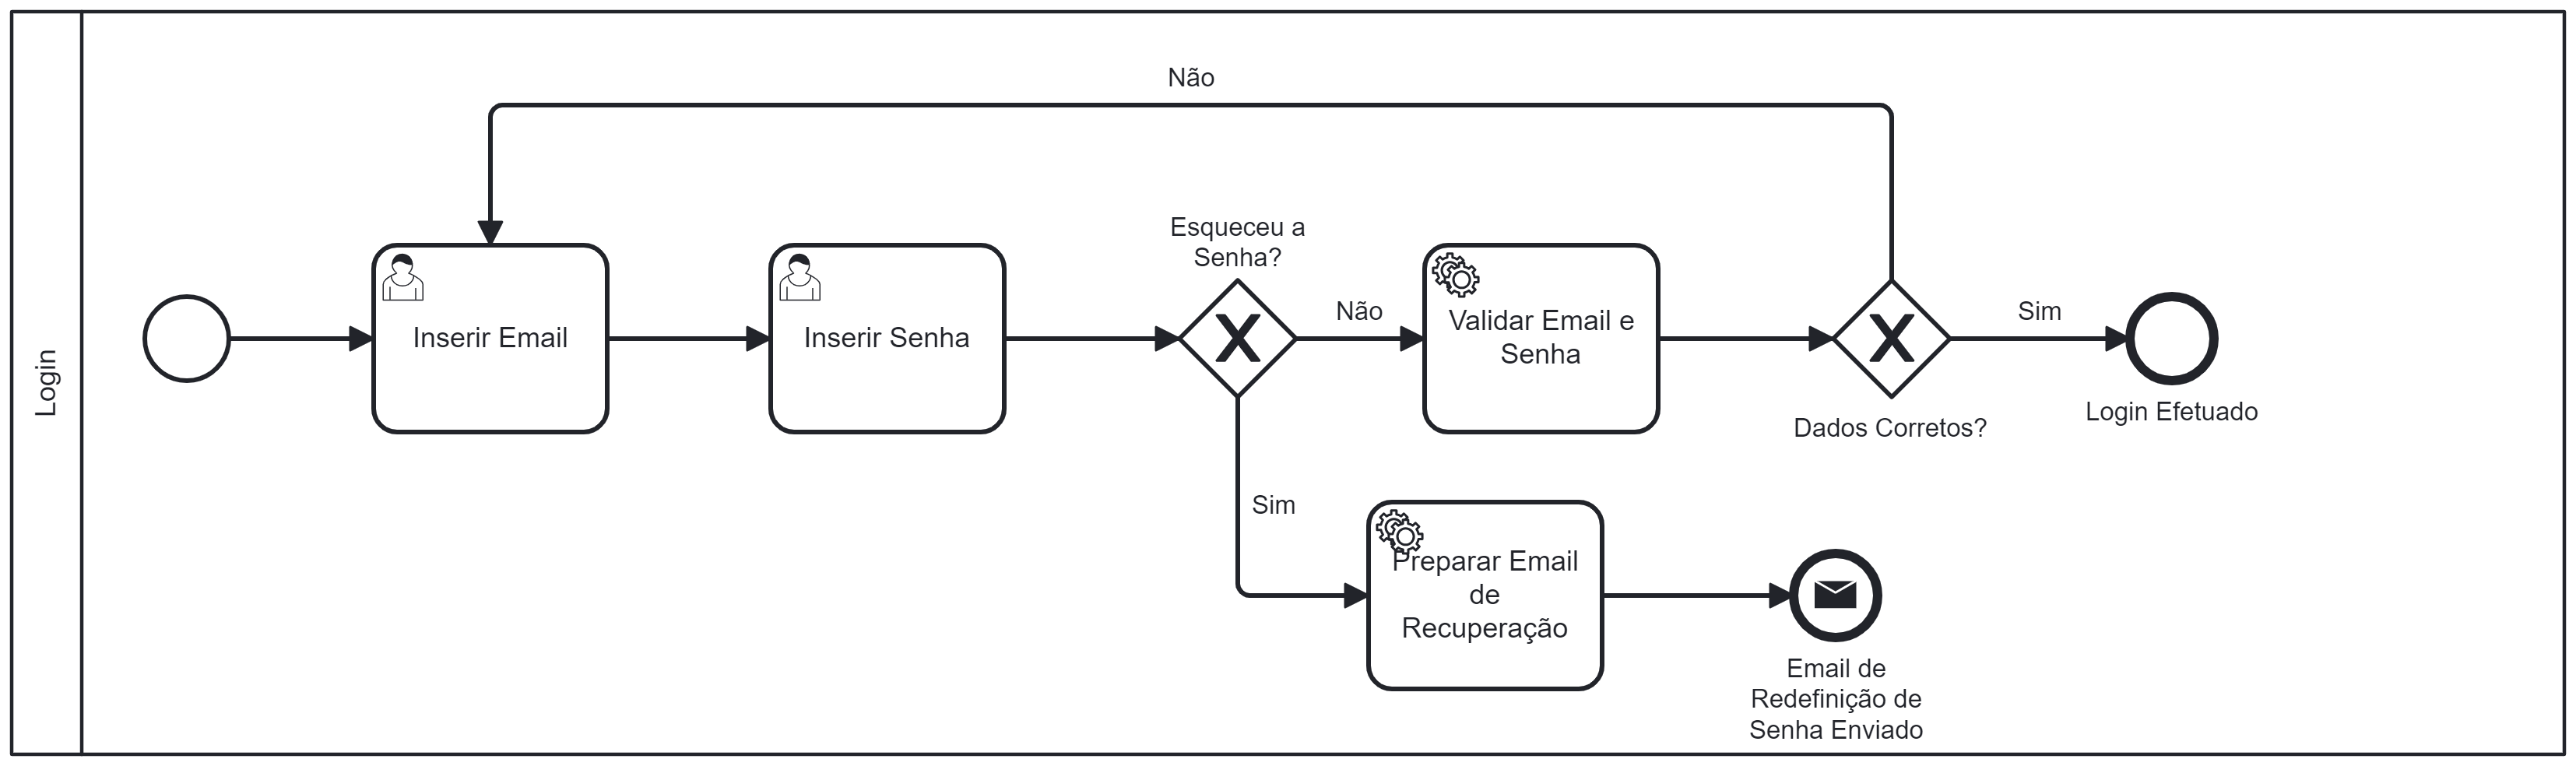 Login
Não
Inserir Email
Inserir Senha
Esqueceu a
Senha?
Não
Validar Email e
Senha
Dados Corretos?
Sim
Login Efetuado
Sim
Preparar Email
de
Recuperação
Email de
Redefinição de
Senha Enviado